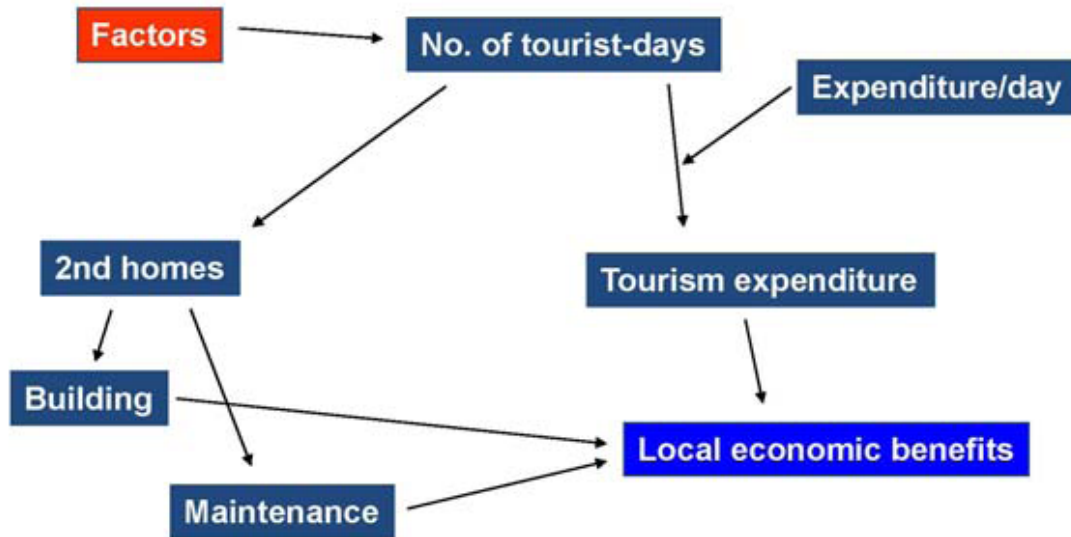 Factors
No. of tourist-days
Expenditure/day
2nd homes
Tourism expenditure
Building
Local economic benefits
Maintenance